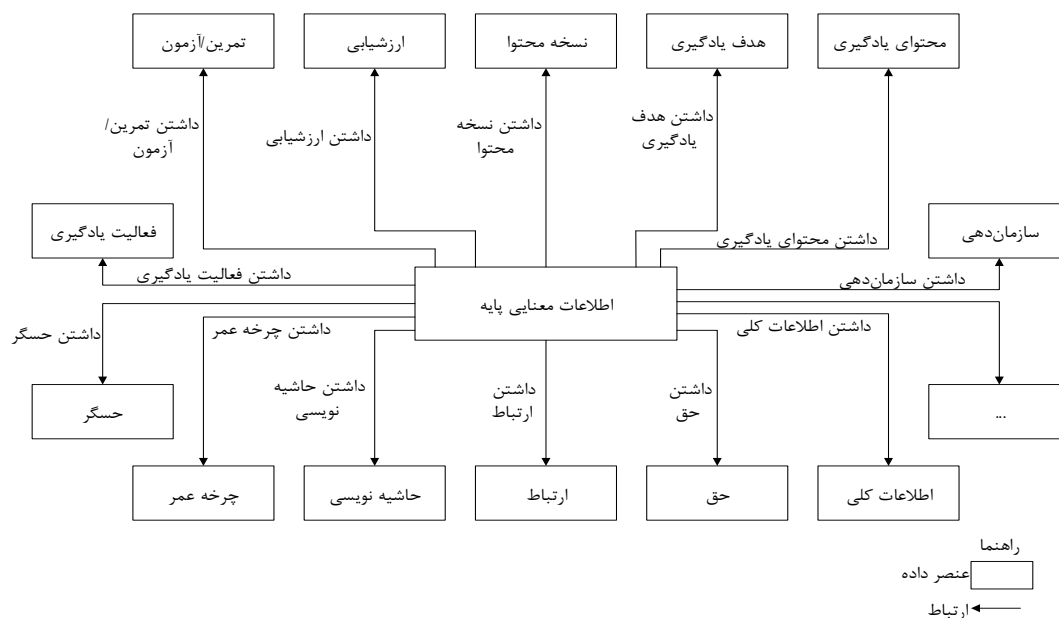 محتوای یادگیری
هدف یادگیری
نسخه محتوا
ارزشیابی
تمرین/آزمون
داشتن هدف
یادگیری
داشتن نسخه
محتوا
داشتن ارزشیابی
داشتن تمرین/
آزمون
سازمان‌دهی
داشتن محتوای یادگیری
فعالیت یادگیری
داشتن سازمان‌دهی
داشتن فعالیت یادگیری
اطلاعات معنایی پایه
داشتن اطلاعات کلی
داشتن چرخه عمر
داشتن حسگر
داشتن
حق
داشتن
ارتباط
داشتن حاشیه
نویسی
...
حسگر
اطلاعات کلی
حق
ارتباط
حاشیه نویسی
چرخه عمر
راهنما
عنصر داده
ارتباط